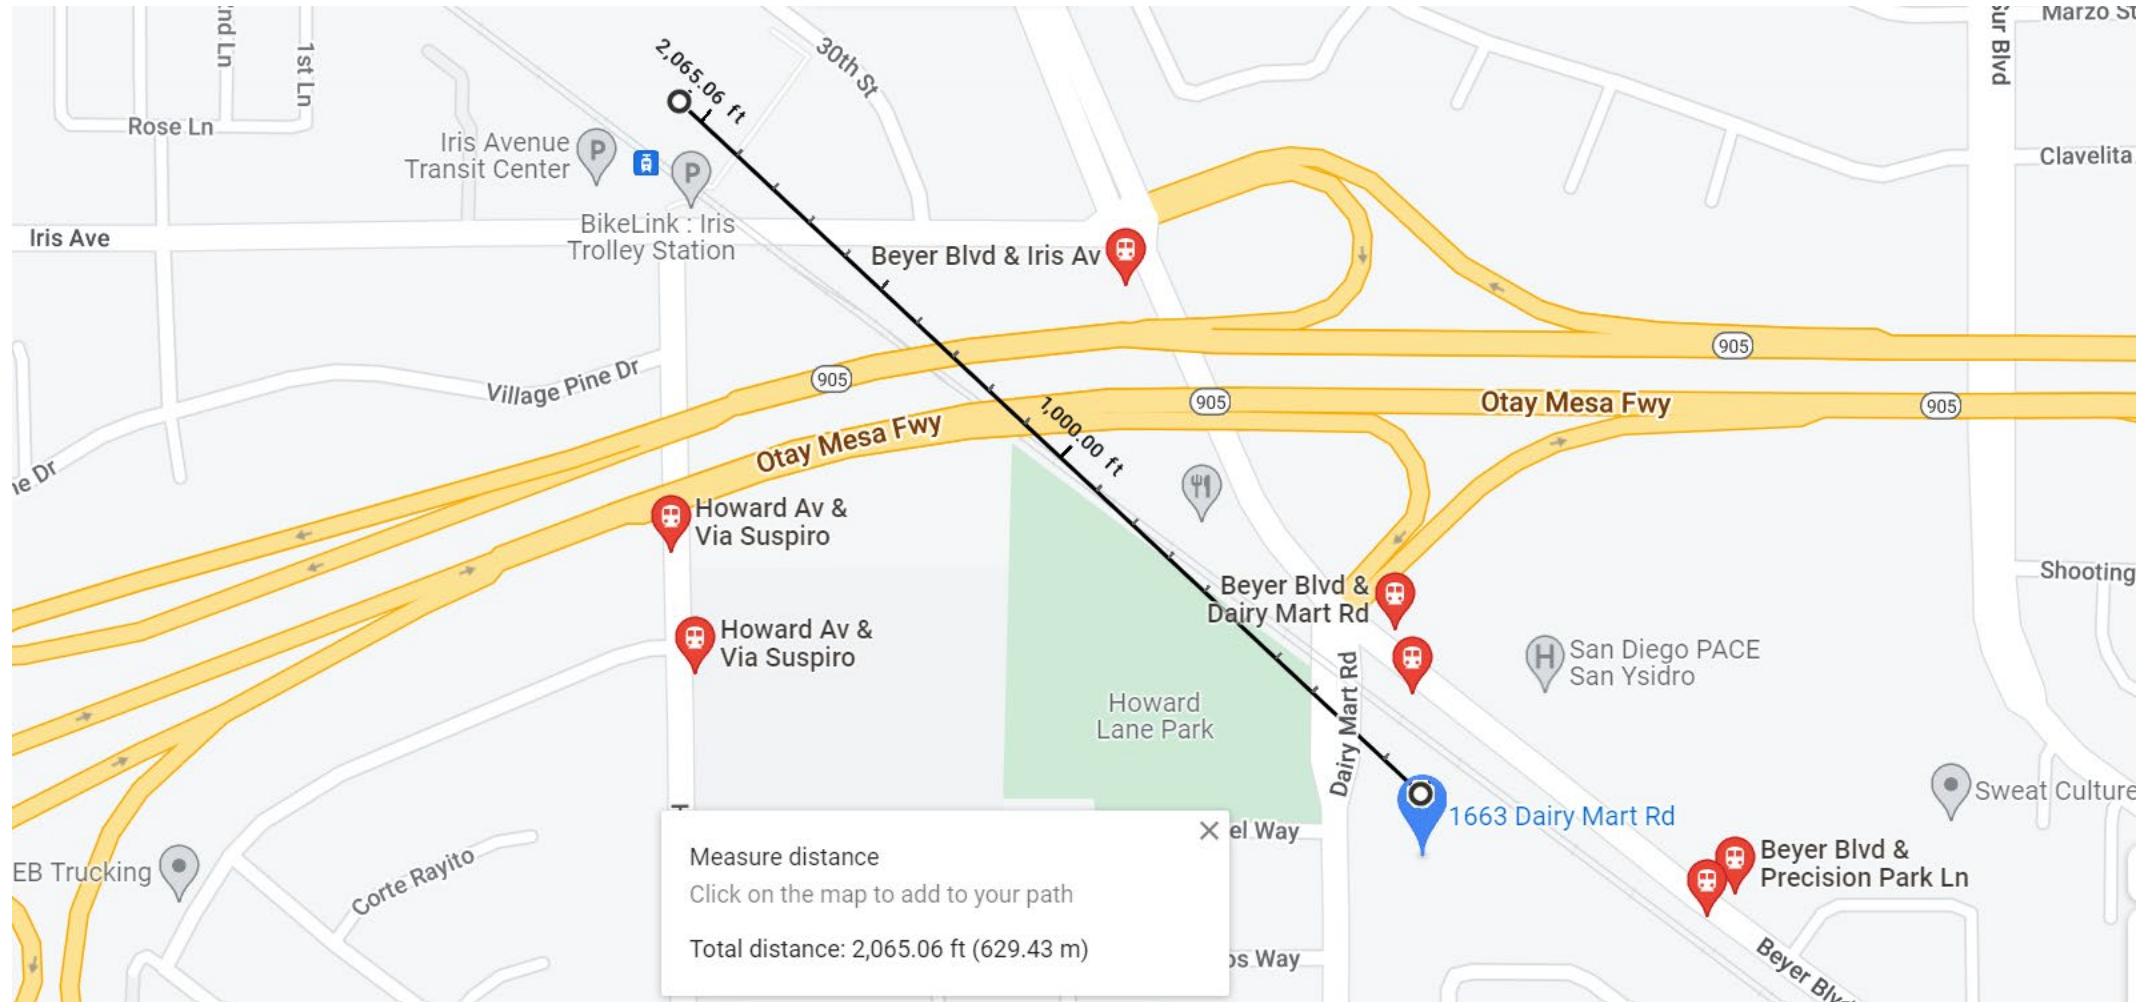 1st Ln
30th St
Marzo St
2,065.06 ft
Rose Ln
Iris Avenue
Transit Center
P
P
Clavelita
BikeLink : Iris
Trolley Station
Iris Ave
Beyer Blvd & Iris Av
905
905
Village Pine Dr
905
Otay Mesa Fwy
905
Otay Mesa Fwy
1,000.00 ft
Howard Av &
Via Suspiro
Shooting
Beyer Blvd &
Dairy Mart Rd
Howard Av &
Via Suspiro
H
San Diego PACE
San Ysidro
Howard
Lane Park
Dairy Mart Rd
Sweat Culture
1663 Dairy Mart Rd
el Way
EB Trucking
Corte Rayito
Measure distance
Click on the map to add to your path
Total distance: 2,065.06 ft (629.43 m)
Beyer Blvd &
Precision Park Ln
os Way
Beyer Blv